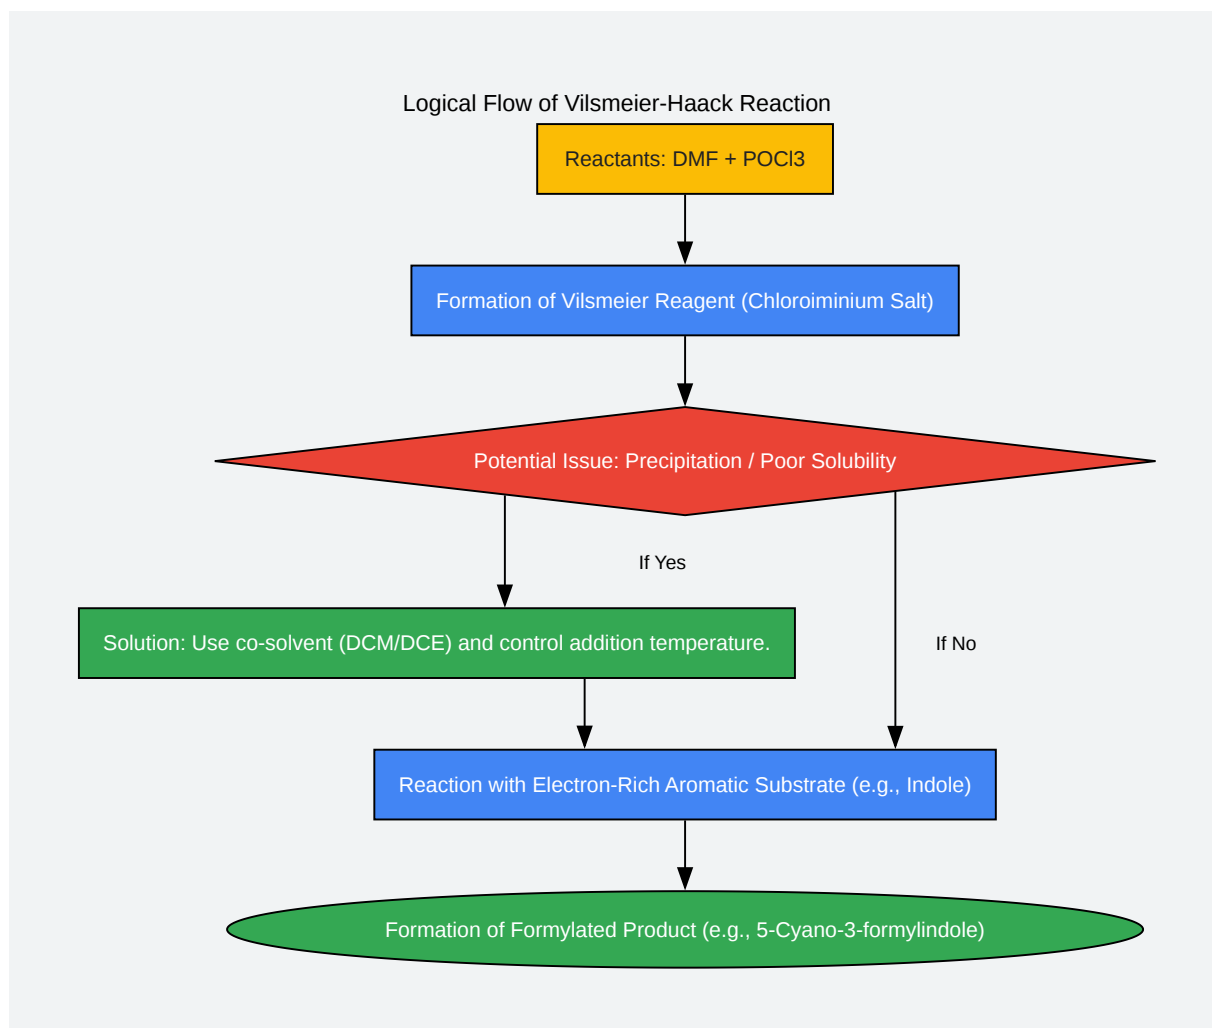 Logical Flow of Vilsmeier-Haack Reaction
Reactants: DMF + POCl3
Formation of Vilsmeier Reagent (Chloroiminium Salt)
Potential Issue: Precipitation / Poor Solubility
If Yes
Solution: Use co-solvent (DCM/DCE) and control addition temperature.
If No
Reaction with Electron-Rich Aromatic Substrate (e.g., Indole)
Formation of Formylated Product (e.g., 5-Cyano-3-formylindole)